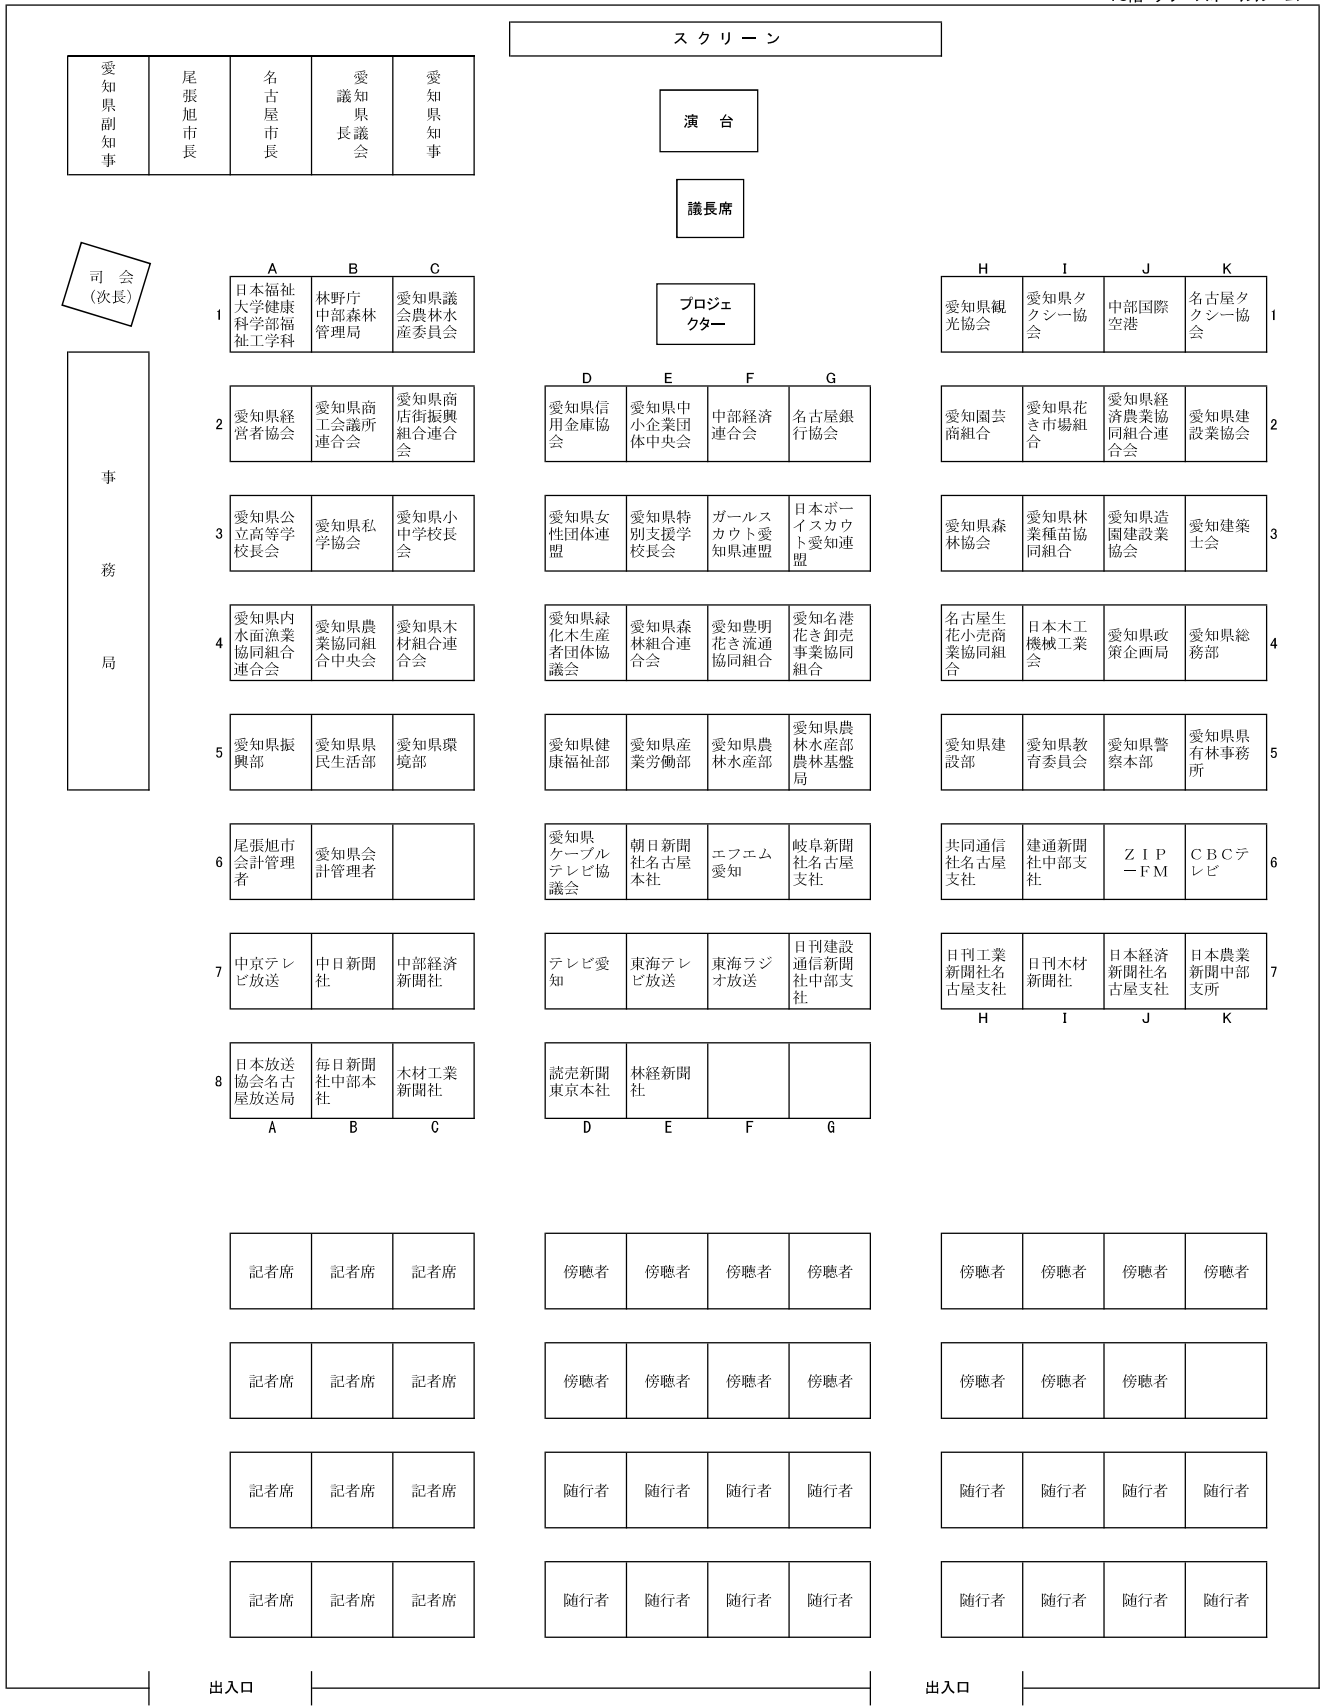 スクリーン
愛知県副知事
尾張旭市長
名古屋市長
愛知県議会
議長
愛知県知事
演　台
議長席
司　会
（次長）
プロジェ
クター
事務局
A B C
H I J K
1
日本福祉
大学健康
科学部福
祉工学科
林野庁
中部森林
管理局
愛知県議
会農林水
産委員会
愛知県観
光協会
愛知県タ
クシー協
会
中部国際
空港
名古屋タ
クシー協
会
1
D E F G
2
愛知県経
営者協会
愛知県商
工会議所
連合会
愛知県商
店街振興
組合連合
会
愛知県信
用金庫協
会
愛知県中
小企業団
体中央会
中部経済
連合会
名古屋銀
行協会
愛知園芸
商組合
愛知県花
き市場組
合
愛知県経
済農業協
同組合連
合会
愛知県建
設業協会
2
3
愛知県公
立高等学
校長会
愛知県私
学協会
愛知県小
中学校長
会
愛知県女
性団体連
盟
愛知県特
別支援学
校長会
ガールス
カウト愛
知県連盟
日本ボー
イスカウ
ト愛知連
盟
愛知県森
林協会
愛知県林
業種苗協
同組合
愛知県造
園建設業
協会
愛知建築
士会
3
4
愛知県内
水面漁業
協同組合
連合会
愛知県農
業協同組
合中央会
愛知県木
材組合連
合会
愛知県緑
化木生産
者団体協
議会
愛知県森
林組合連
合会
愛知豊明
花き流通
協同組合
愛知名港
花き卸売
事業協同
組合
名古屋生
花小売商
業協同組
合
日本木工
機械工業
会
愛知県政
策企画局
愛知県総
務部
4
5
愛知県振
興部
愛知県県
民生活部
愛知県環
境部
愛知県健
康福祉部
愛知県産
業労働部
愛知県農
林水産部
愛知県農
林水産部
農林基盤
局
愛知県建
設部
愛知県教
育委員会
愛知県警
察本部
愛知県県
有林事務
所
5
6
尾張旭市
会計管理
者
愛知県会
計管理者
愛知県
ケーブル
テレビ協
議会
朝日新聞
社名古屋
本社
エフエム
愛知
岐阜新聞
社名古屋
支社
共同通信
社名古屋
支社
建通新聞
社中部支
社
ＺＩＰ
－ＦＭ
ＣＢＣテ
レビ
6
7
中京テレ
ビ放送
中日新聞
社
中部経済
新聞社
テレビ愛
知
東海テレ
ビ放送
東海ラジ
オ放送
日刊建設
通信新聞
社中部支
社
日刊工業
新聞社名
古屋支社
日刊木材
新聞社
日本経済
新聞社名
古屋支社
日本農業
新聞中部
支所
7
H I J K
8
日本放送
協会名古
屋放送局
毎日新聞
社中部本
社
木材工業
新聞社
読売新聞
東京本社
林経新聞
社
A B C D E F G
記者席 記者席 記者席 傍聴者 傍聴者 傍聴者 傍聴者 傍聴者 傍聴者 傍聴者 傍聴者
記者席 記者席 記者席 傍聴者 傍聴者 傍聴者 傍聴者 傍聴者 傍聴者 傍聴者
記者席 記者席 記者席 随行者 随行者 随行者 随行者 随行者 随行者 随行者 随行者
記者席 記者席 記者席 随行者 随行者 随行者 随行者 随行者 随行者 随行者 随行者
出入口 出入口